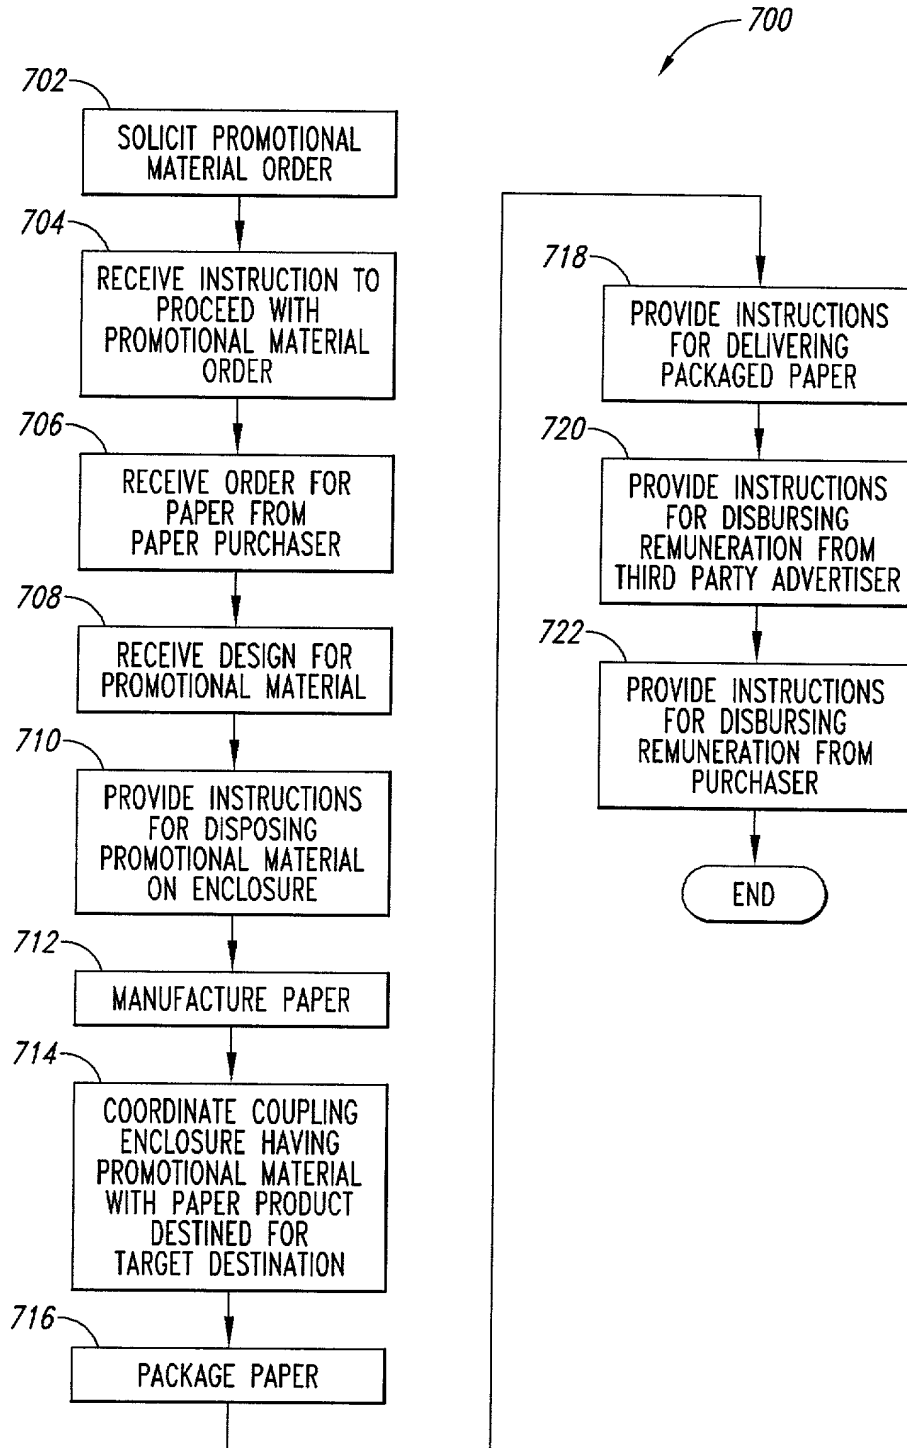 700
702
SOLICIT PROMOTIONAL
MATERIAL ORDER
704
RECEIVE INSTRUCTION TO
PROCEED WITH
PROMOTIONAL MATERIAL
ORDER
706
RECEIVE ORDER FOR
PAPER FROM
PAPER PURCHASER
708
RECEIVE DESIGN FOR
PROMOTIONAL MATERIAL
710
PROVIDE INSTRUCTIONS
FOR DISPOSING
PROMOTIONAL MATERIAL
ON ENCLOSURE
712
MANUFACTURE PAPER
714
COORDINATE COUPLING
ENCLOSURE HAVING
PROMOTIONAL MATERIAL
WITH PAPER PRODUCT
DESTINED FOR
TARGET DESTINATION
716
PACKAGE PAPER
718
PROVIDE INSTRUCTIONS
FOR DELIVERING
PACKAGED PAPER
720
PROVIDE INSTRUCTIONS
FOR DISBURSING
REMUNERATION FROM
THIRD PARTY ADVERTISER
722
PROVIDE INSTRUCTIONS
FOR DISBURSING
REMUNERATION FROM
PURCHASER
END